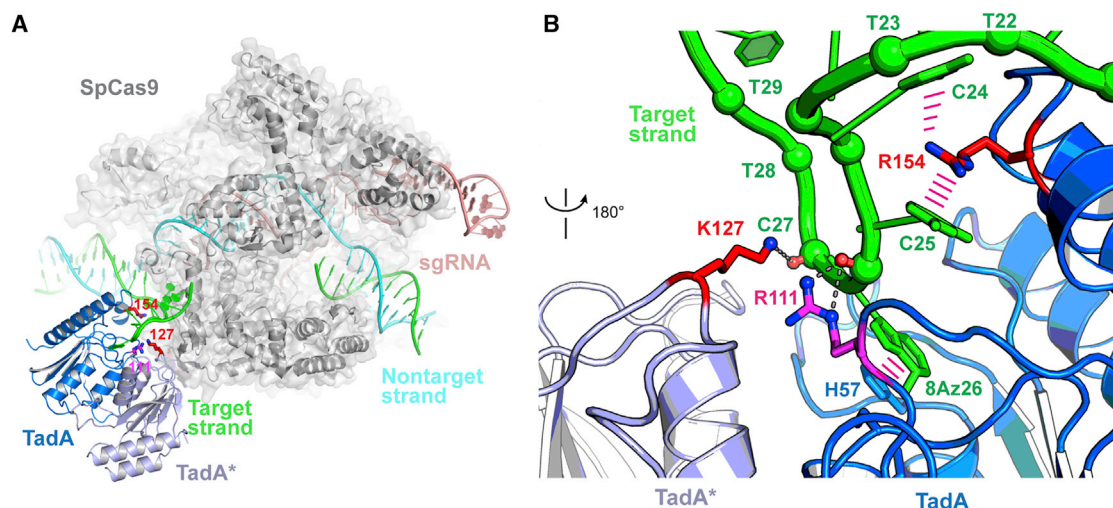 A
SpCas9
sgRNA
154
127
111
Nontarget
strand
Target
strand
TadA
TadA*
B
180°
T23
T22
T29
C24
Target
strand
R154
T28
K127
C27
C25
R111
H57
8Az26
TadA*
TadA